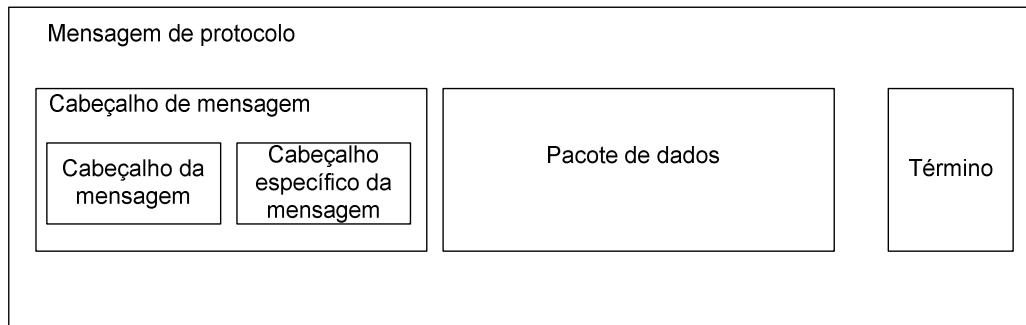 Mensagem de protocolo
Cabeçalho de mensagem
Cabeçalho da
mensagem
Cabeçalho
específico da
mensagem
Pacote de dados
Término